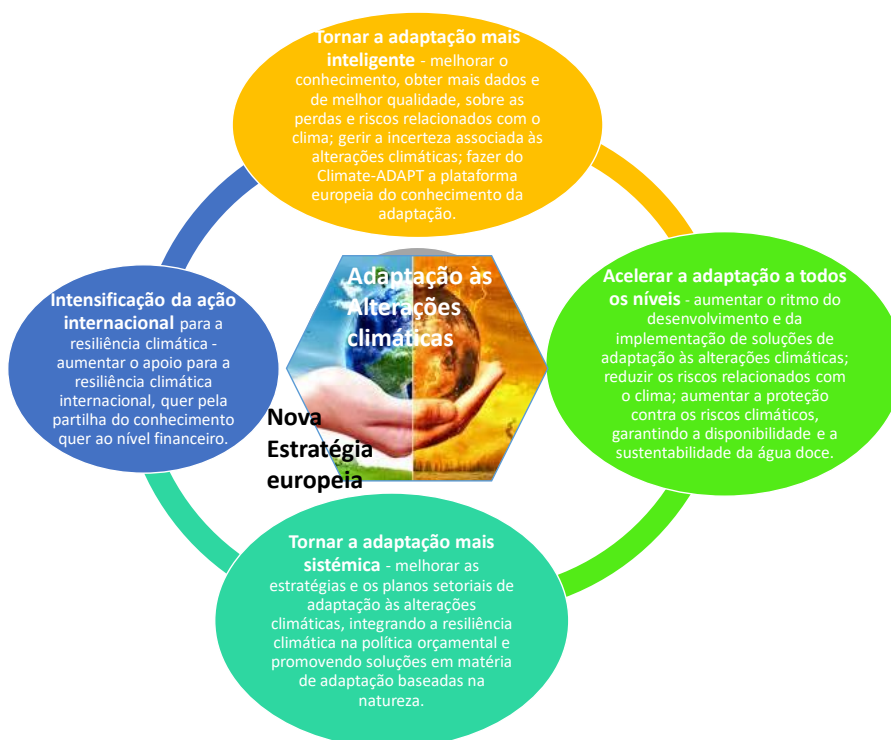 Tornar a adaptação mais
inteligente - melhorar o
conhecimento, obter mais dados e
de melhor qualidade, sobre as
perdas e riscos relacionados com o
clima; gerir a incerteza associada às
alterações climáticas; fazer do
Climate-ADAPT a plataforma
europeia do conhecimento da
adaptação.
Acelerar a adaptação a todos
os níveis - aumentar o ritmo do
desenvolvimento e da
implementação de soluções de
adaptação às alterações climáticas;
reduzir os riscos relacionados com
o clima; aumentar a proteção
contra os riscos climáticos,
garantindo a disponibilidade e a
sustentabilidade da água doce.
Tornar a adaptação mais
sistémica - melhorar as
estratégias e os planos setoriais de
adaptação às alterações
climáticas, integrando a resiliência
climática na política orçamental e
promovendo soluções em matéria
de adaptação baseadas na
natureza.
Intensificação da ação
internacional para a
resiliência climática -
aumentar o apoio para a
resiliência climática
internacional, quer pela
partilha do conhecimento
quer ao nível financeiro.
Adaptação às
Alterações
climáticas
Nova
Estratégia
europeia